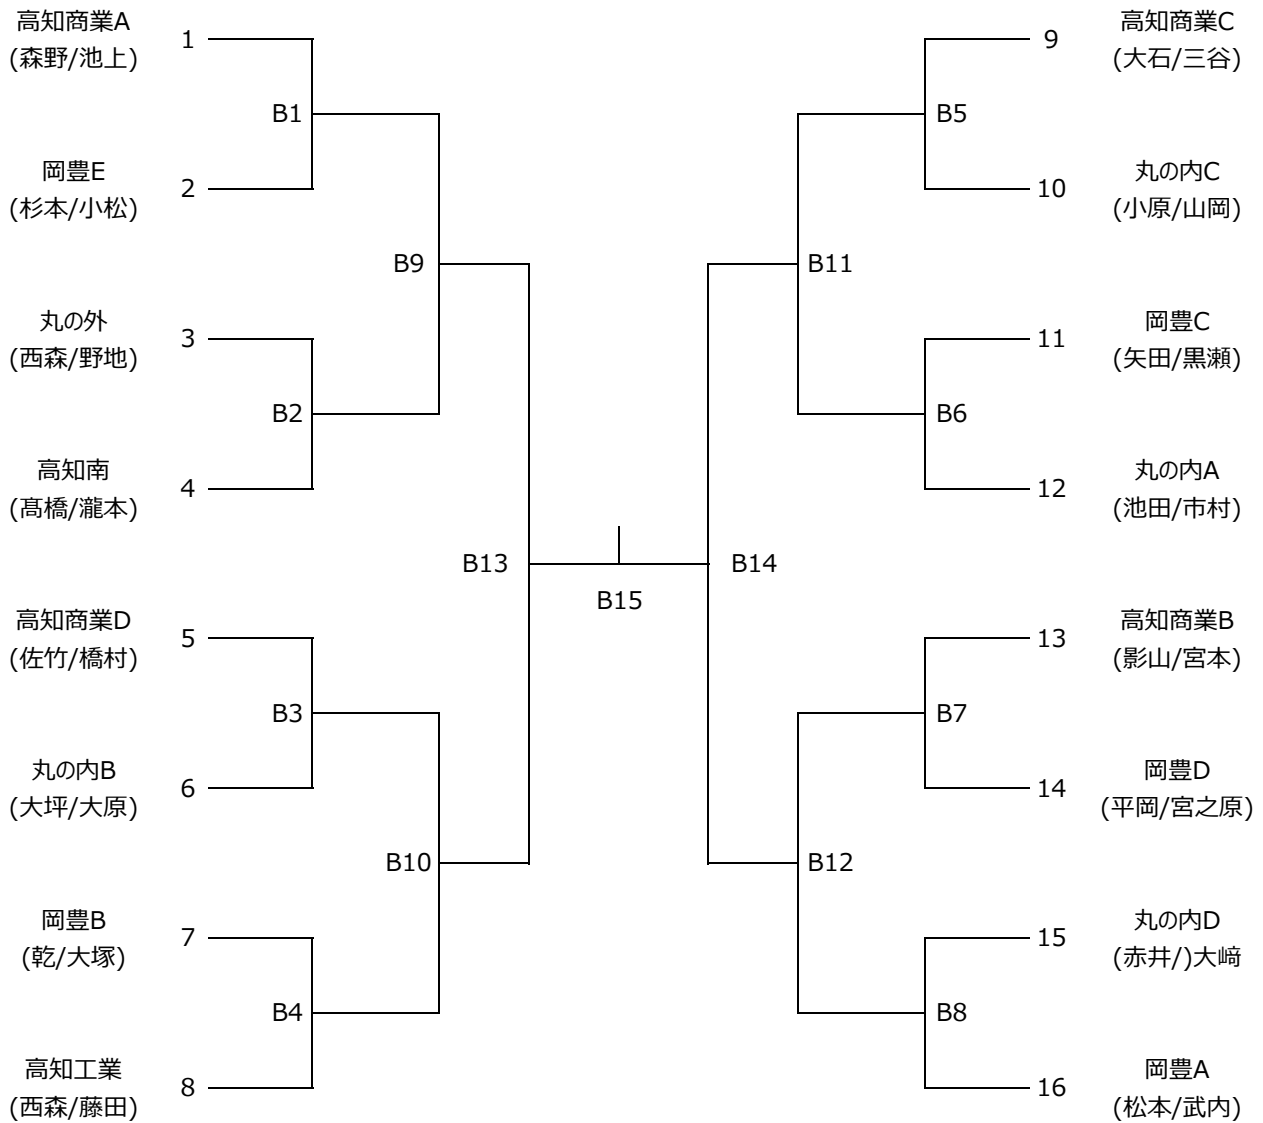 高知商業A
(森野/池上)
1
B1
岡豊E
(杉本/小松)
2
B9
丸の外
(西森/野地)
3
B2
高知南
(髙橋/瀧本)
4
B13
高知商業D
(佐竹/橋村)
5
B3
丸の内B
(大坪/大原)
6
B10
岡豊B
(乾/大塚)
7
B4
高知工業
(西森/藤田)
8
B15
9
高知商業C
(大石/三谷)
B5
10
丸の内C
(小原/山岡)
B11
11
岡豊C
(矢田/黒瀬)
B6
12
丸の内A
(池田/市村)
B14
13
高知商業B
(影山/宮本)
B7
14
岡豊D
(平岡/宮之原)
B12
15
丸の内D
(赤井/)大﨑
B8
16
岡豊A
(松本/武内)